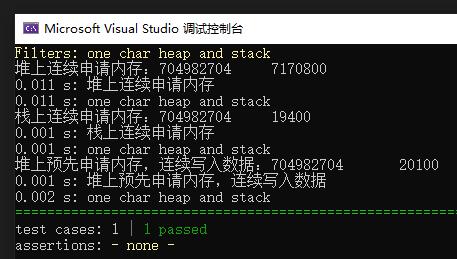 Microsoft Visual Studio 调试控制台
Filters: one char heap and stack
堆上连续申请内存：704982704 7170800
0.011 s: 堆上连续申请内存
0.011 s: one char heap and stack
栈上连续申请内存：704982704 19400
0.001 s: 栈上连续申请内存
0.001 s: one char heap and stack
堆上预先申请内存，连续写入数据：704982704 20100
0.001 s: 堆上预先申请内存，连续写入数据
0.002 s: one char heap and stack
===============================================================
test cases: 1 | 1 passed
assertions: - none -